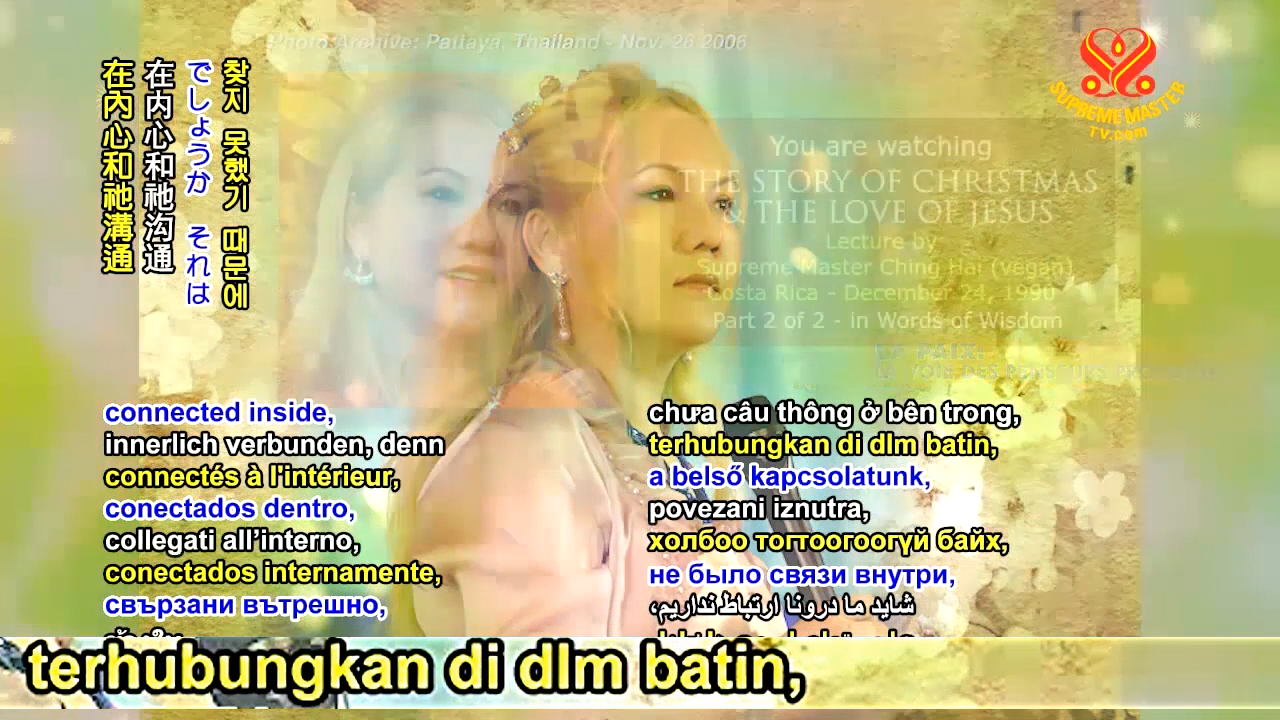 Photo Archive: Pattaya, Thailand - Nov. 26 2006
SUPREME MASTER
TV.com
찾지 못했기 때문에
でしょうか それは
在内心和祂沟通
在內心和祂溝通
You are watching
THE STORY OF CHRISTMAS
& THE LOVE OF JESUS
Lecture by
Supreme Master Ching Hai (vegan)
Costa Rica - December 24, 1990
Part 2 of 2 - in Words of Wisdom
LA PAIX:
LA VOIE DES PENSEURS
connected inside,
innerlich verbunden, denn
connectés à l'intérieur,
conectados dentro,
collegati all’interno,
conectados internamente,
свързани вътрешно,
chưa câu thông ở bên trong,
terhubungkan di dlm batin,
a belső kapcsolatunk,
povezani iznutra,
холбоо тогтоогоогүй байх,
не было связи внутри,
شاید ما درونا ارتباط نداریم،
terhubungkan di dlm batin,